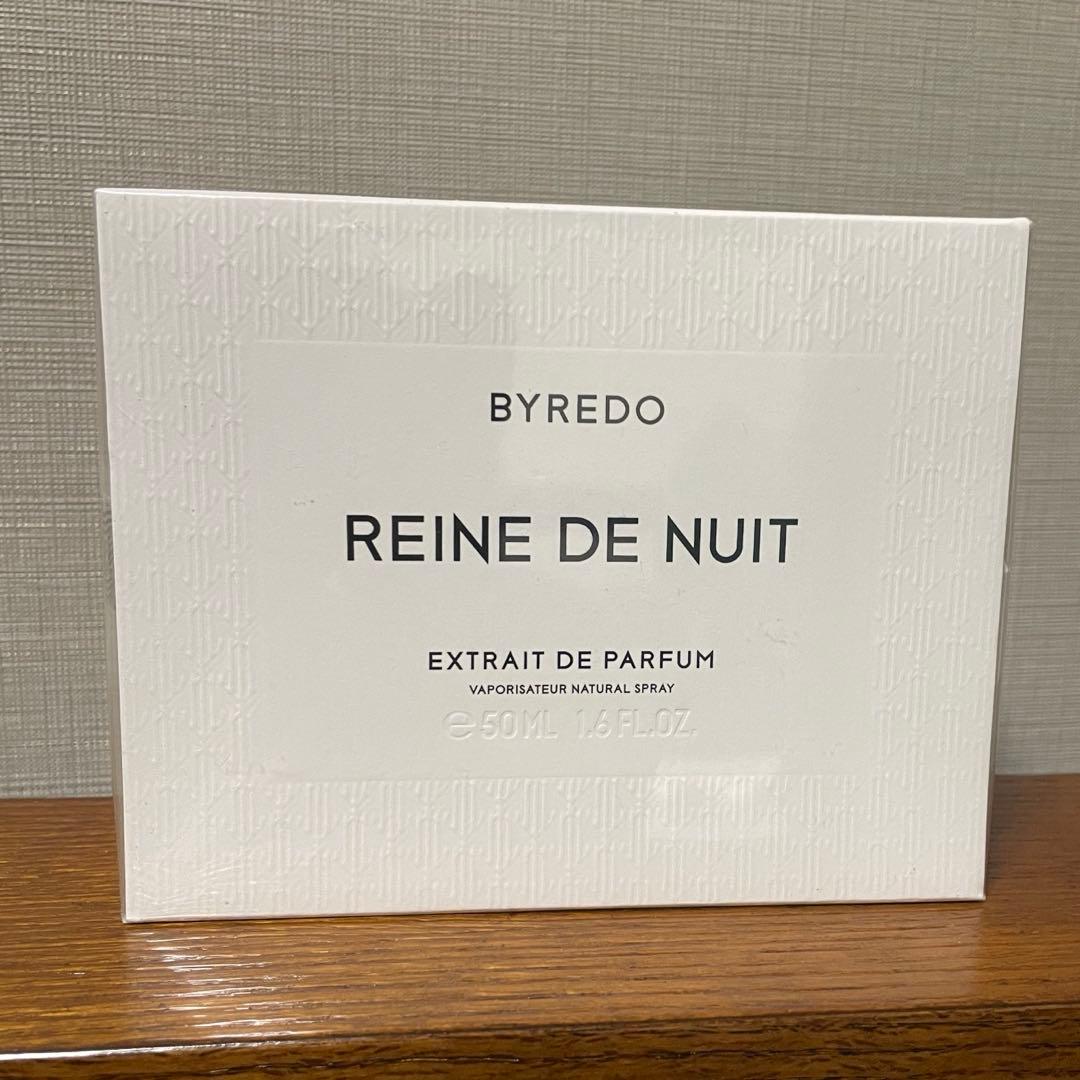 BYREDO
REINE DE NUIT
EXTRAIT DE PARFUM
VAPORISATEUR NATURAL SPRAY
℮50ML 1.6 FL.OZ.